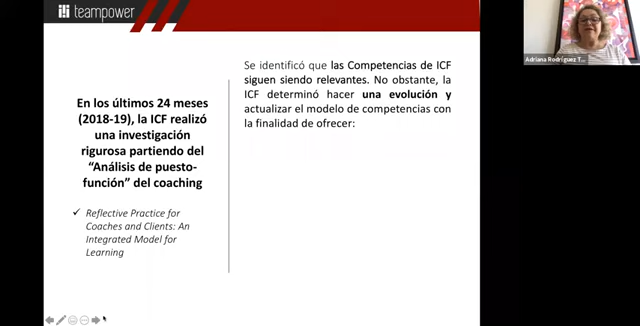 teampower
En los últimos 24 meses
(2018-19), la ICF realizó
una investigación
rigurosa partiendo del
“Análisis de puesto-
función” del coaching
✓ Reflective Practice for
Coaches and Clients: An
Integrated Model for
Learning
Se identificó que las Competencias de ICF
siguen siendo relevantes. No obstante, la
ICF determinó hacer una evolución y
actualizar el modelo de competencias con
la finalidad de ofrecer:
Adriana Rodríguez T...